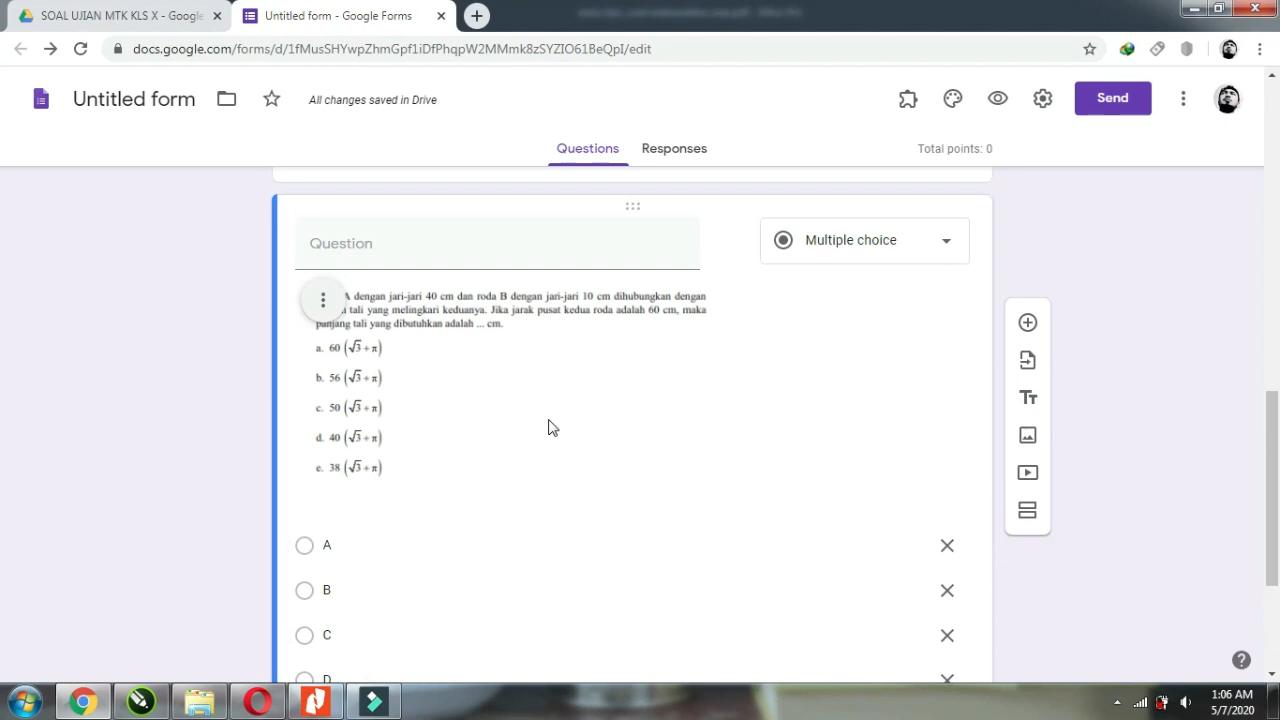 SOAL UJIAN MTK KLS X - Google
Untitled form - Google Forms
docs.google.com/forms/d/1fMusSHYwpZhmGpf1iDfPhqpW2MMmk8zSYZIO61BeQpI/edit
Untitled form
All changes saved in Drive
Send
Questions
Responses
Total points: 0
Question
Multiple choice
A dengan jari-jari 40 cm dan roda B dengan jari-jari 10 cm dihubungkan dengan
tali yang melingkari keduanya. Jika jarak pusat kedua roda adalah 60 cm, maka
panjang tali yang dibutuhkan adalah ... cm.
a. 60 (√3 + π)
b. 56 (√3 + π)
c. 50 (√3 + π)
d. 40 (√3 + π)
e. 38 (√3 + π)
A
B
C
D
1:06 AM
5/7/2020